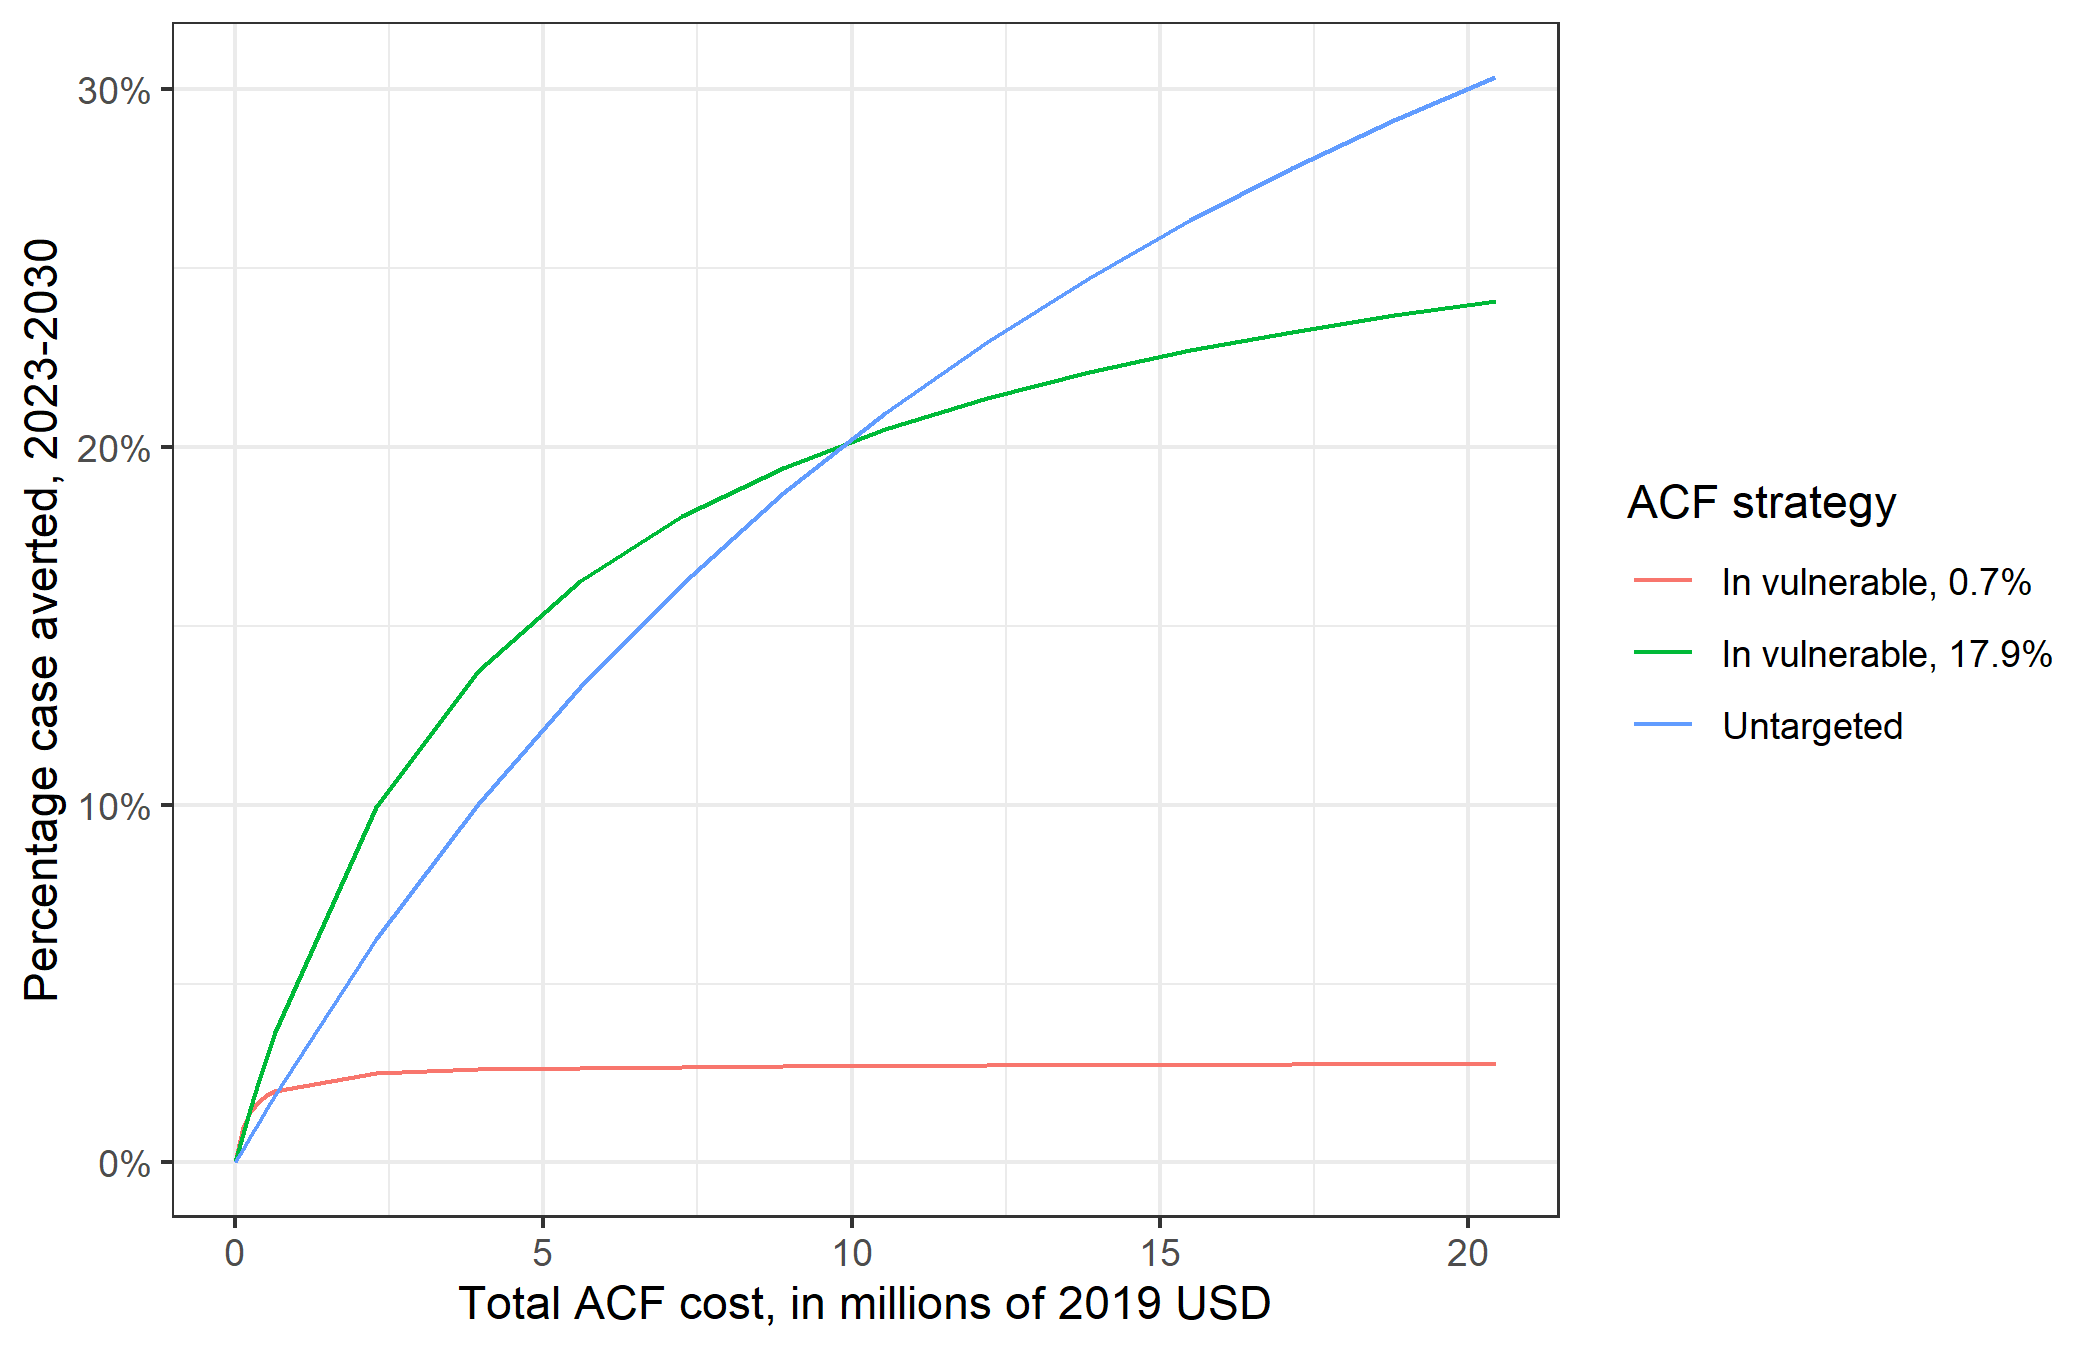 30%
20%
10%
0%
Percentage case averted, 2023-2030
0 5 10 15 20
Total ACF cost, in millions of 2019 USD
ACF strategy
In vulnerable, 0.7%
In vulnerable, 17.9%
Untargeted